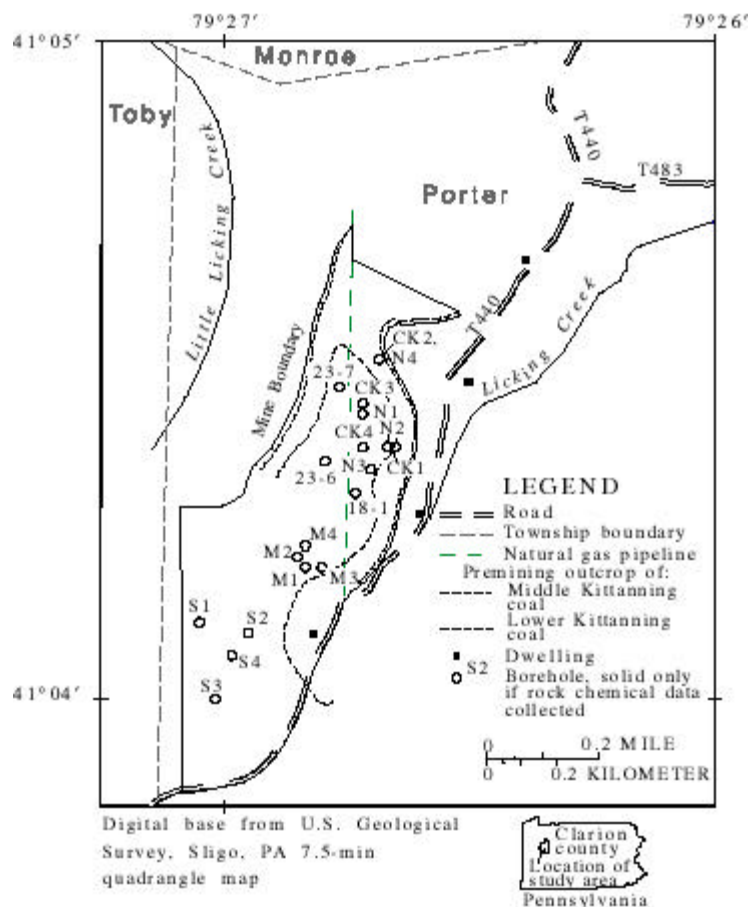 79°27′
79°26′
41°05′
Monroe
Toby
T440
T483
Little Licking Creek
Porter
T440
Licking Creek
Mine Boundary
CK2,
N4
23-7
CK3
N1
CK4
N2
N3
CK1
23-6
18-1
M4
M2
M1
M3
S1
S2
S4
S3
41°04′
LEGEND
Road
Township boundary
Natural gas pipeline
Premining outcrop of:
Middle Kittanning
coal
Lower Kittanning
coal
Dwelling
S2
Borehole, solid only
if rock chemical data
collected
0 0.2 MILE
0 0.2 KILOMETER
Digital base from U.S. Geological
Survey, Sligo, PA 7.5-min
quadrangle map
Clarion
county
Location of
study area
Pennsylvania